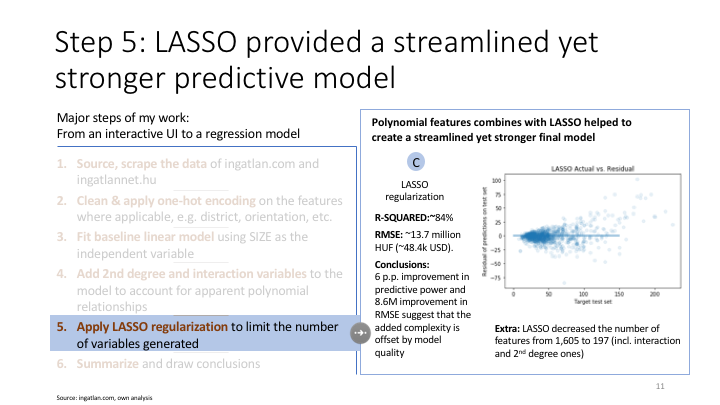 Step 5: LASSO provided a streamlined yet
stronger predictive model
Major steps of my work:
From an interactive UI to a regression model
1. Source, scrape the data of ingatlan.com and
ingatlannet.hu
2. Clean & apply one-hot encoding on the features
where applicable, e.g. district, orientation, etc.
3. Fit baseline linear model using SIZE as the
independent variable
4. Add 2nd degree and interaction variables to the
model to account for apparent polynomial
relationships
5. Apply LASSO regularization to limit the number
of variables generated
6. Summarize and draw conclusions
Polynomial features combines with LASSO helped to
create a streamlined yet stronger final model
C
LASSO
regularization
R-SQUARED:~84%
RMSE: ~13.7 million
HUF (~48.4k USD).
Conclusions:
6 p.p. improvement in
predictive power and
8.6M improvement in
RMSE suggest that the
added complexity is
offset by model
quality
LASSO Actual vs. Residual
Residual of predictions on test set
100
75
50
25
0
−25
−50
−75
0 50 100 150 200
Target test set
Extra: LASSO decreased the number of
features from 1,605 to 197 (incl. interaction
and 2nd degree ones)
Source: ingatlan.com, own analysis
11